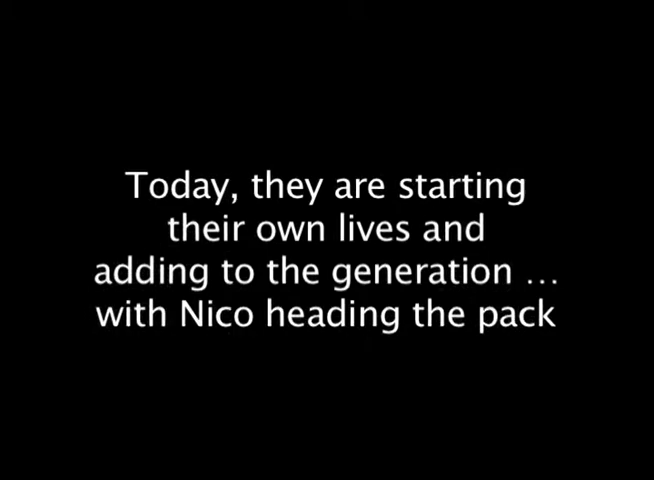 Today, they are starting
their own lives and
adding to the generation ...
with Nico heading the pack